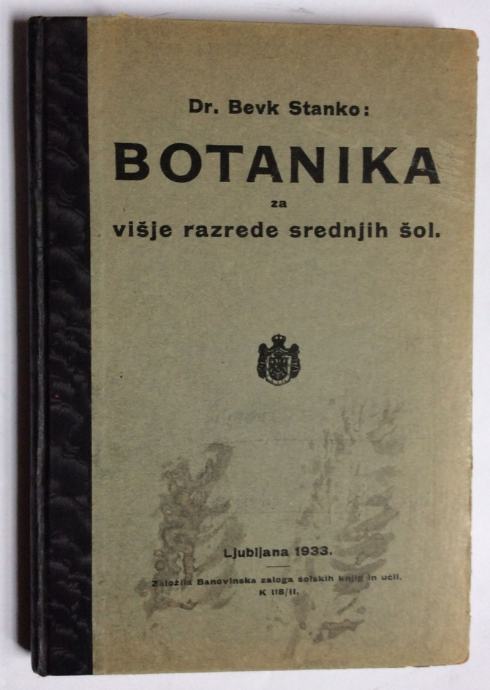 Dr. Bevk Stanko:
BOTANIKA
za
višje razrede srednjih šol.
Ljubljana 1933.
Založila Banovinska zaloga šolskih knjig in učil.
K 118/II.